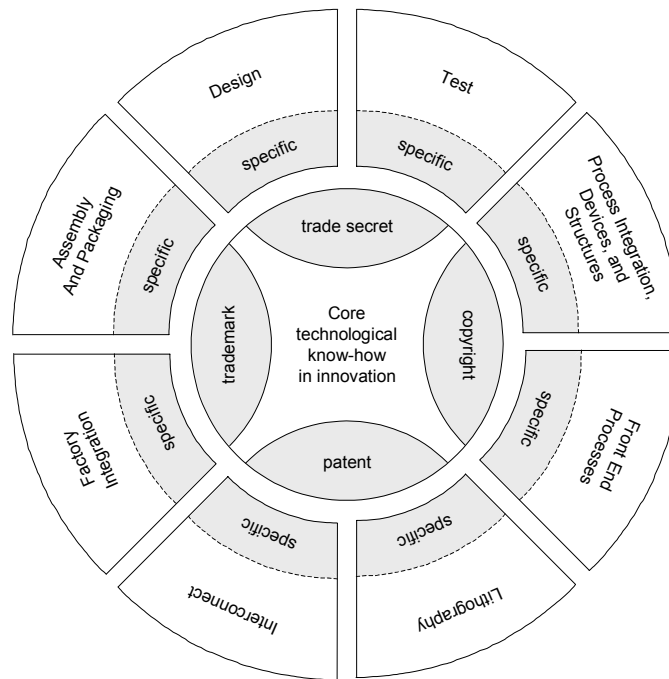 Design
specific
Test
specific
Process Integration,
Devices, and
Structures
specific
Front End
Processes
specific
Lithography
specific
Interconnect
specific
Factory
Integration
specific
Assembly
And Packaging
specific
trade secret
copyright
patent
trademark
Core
technological
know-how
in innovation